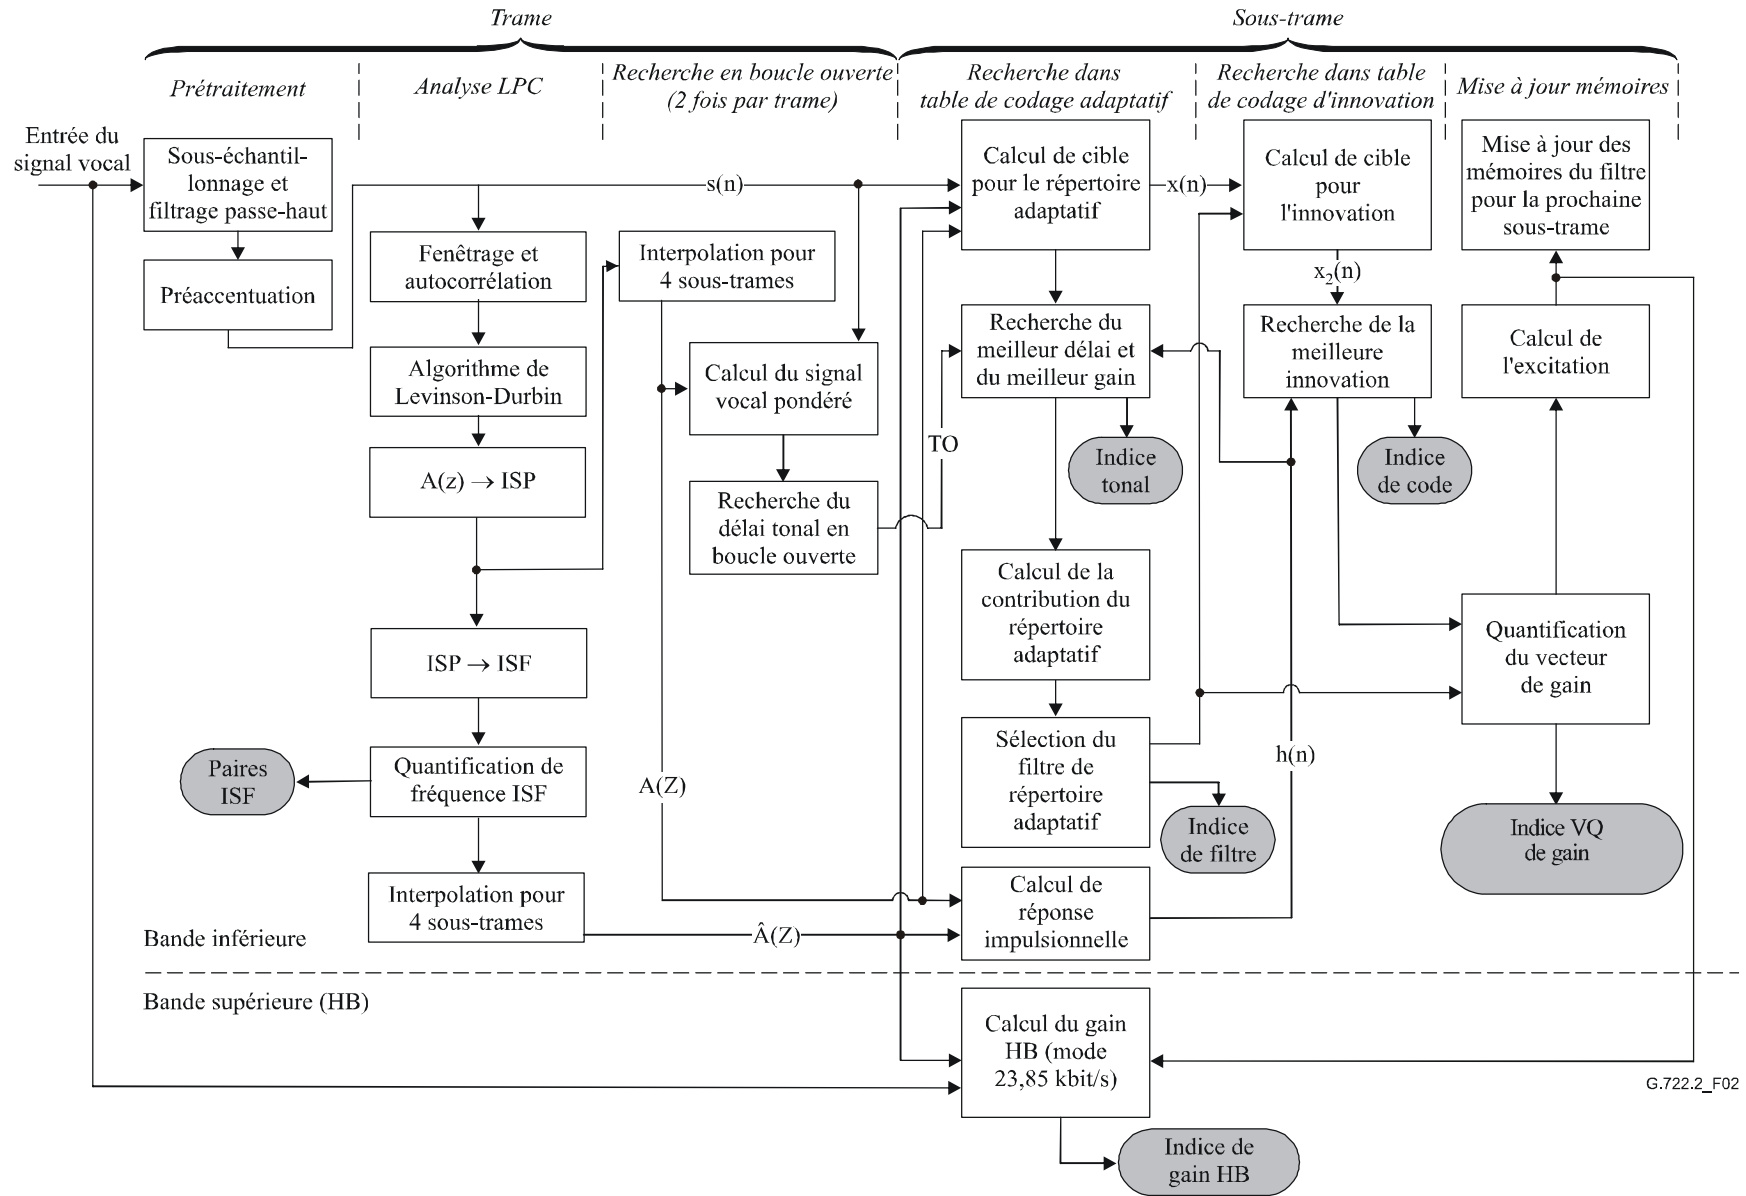 Trame
Sous-trame
Prétraitement
Analyse LPC
Recherche en boucle ouverte
(2 fois par trame)
Recherche dans
table de codage adaptatif
Recherche dans table
de codage d'innovation
Mise à jour mémoires
Entrée du
signal vocal
Sous-échantil-
lonnage et
filtrage passe-haut
Préaccentuation
Fenêtrage et
autocorrélation
Algorithme de
Levinson-Durbin
A(z) → ISP
ISP → ISF
Quantification de
fréquence ISF
Paires
ISF
Interpolation pour
4 sous-trames
Interpolation pour
4 sous-trames
s(n)
Calcul du signal
vocal pondéré
Recherche du
délai tonal en
boucle ouverte
A(Z)
Â(Z)
TO
Calcul de cible
pour le répertoire
adaptatif
x(n)
Recherche du
meilleur délai et
du meilleur gain
Indice
tonal
Calcul de la
contribution du
répertoire
adaptatif
Sélection du
filtre de
répertoire
adaptatif
Indice
de filtre
Calcul de
réponse
impulsionnelle
h(n)
Calcul de cible
pour
l'innovation
x2(n)
Recherche de la
meilleure
innovation
Indice
de code
Mise à jour des
mémoires du filtre
pour la prochaine
sous-trame
Calcul de
l'excitation
Quantification
du vecteur
de gain
Indice VQ
de gain
Bande inférieure
Bande supérieure (HB)
Calcul du gain
HB (mode
23,85 kbit/s)
Indice de
gain HB
G.722.2_F02